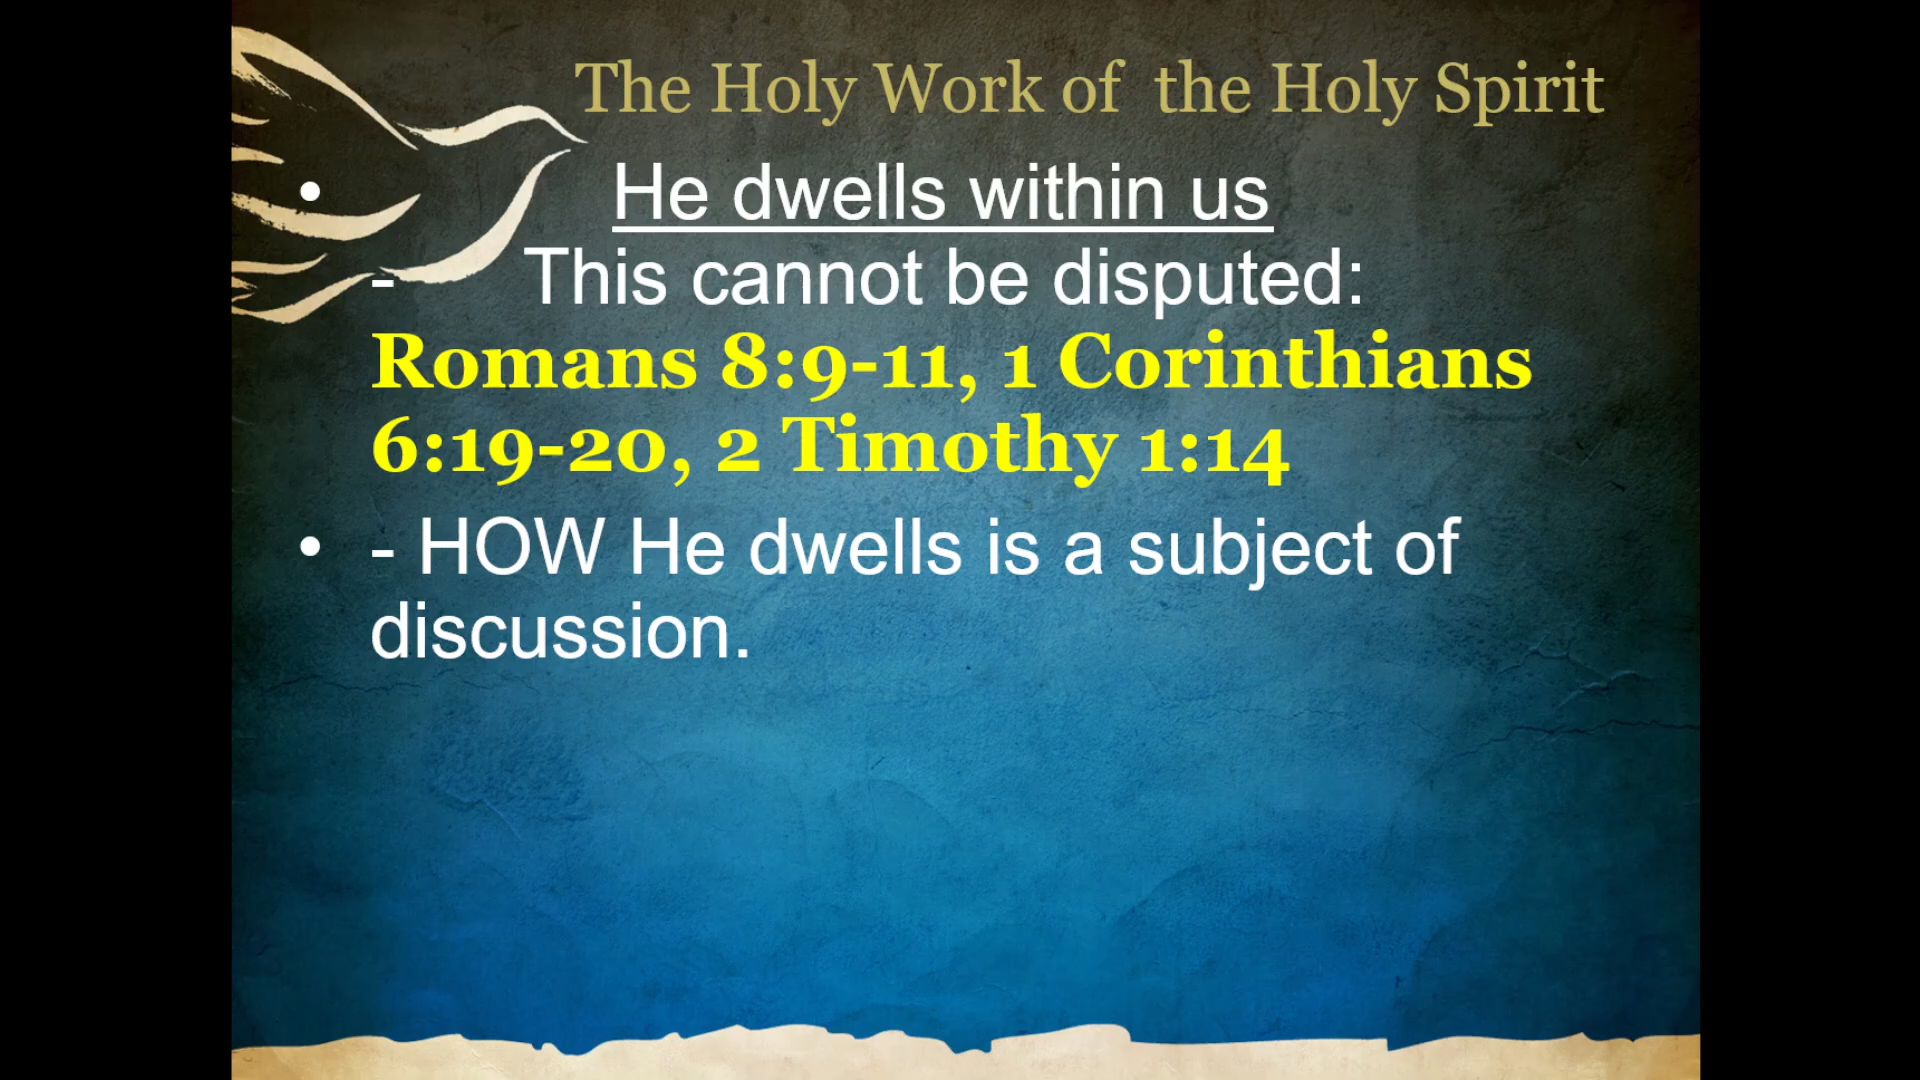 The Holy Work of the Holy Spirit
• He dwells within us
- This cannot be disputed:
Romans 8:9-11, 1 Corinthians
6:19-20, 2 Timothy 1:14
• - HOW He dwells is a subject of
discussion.